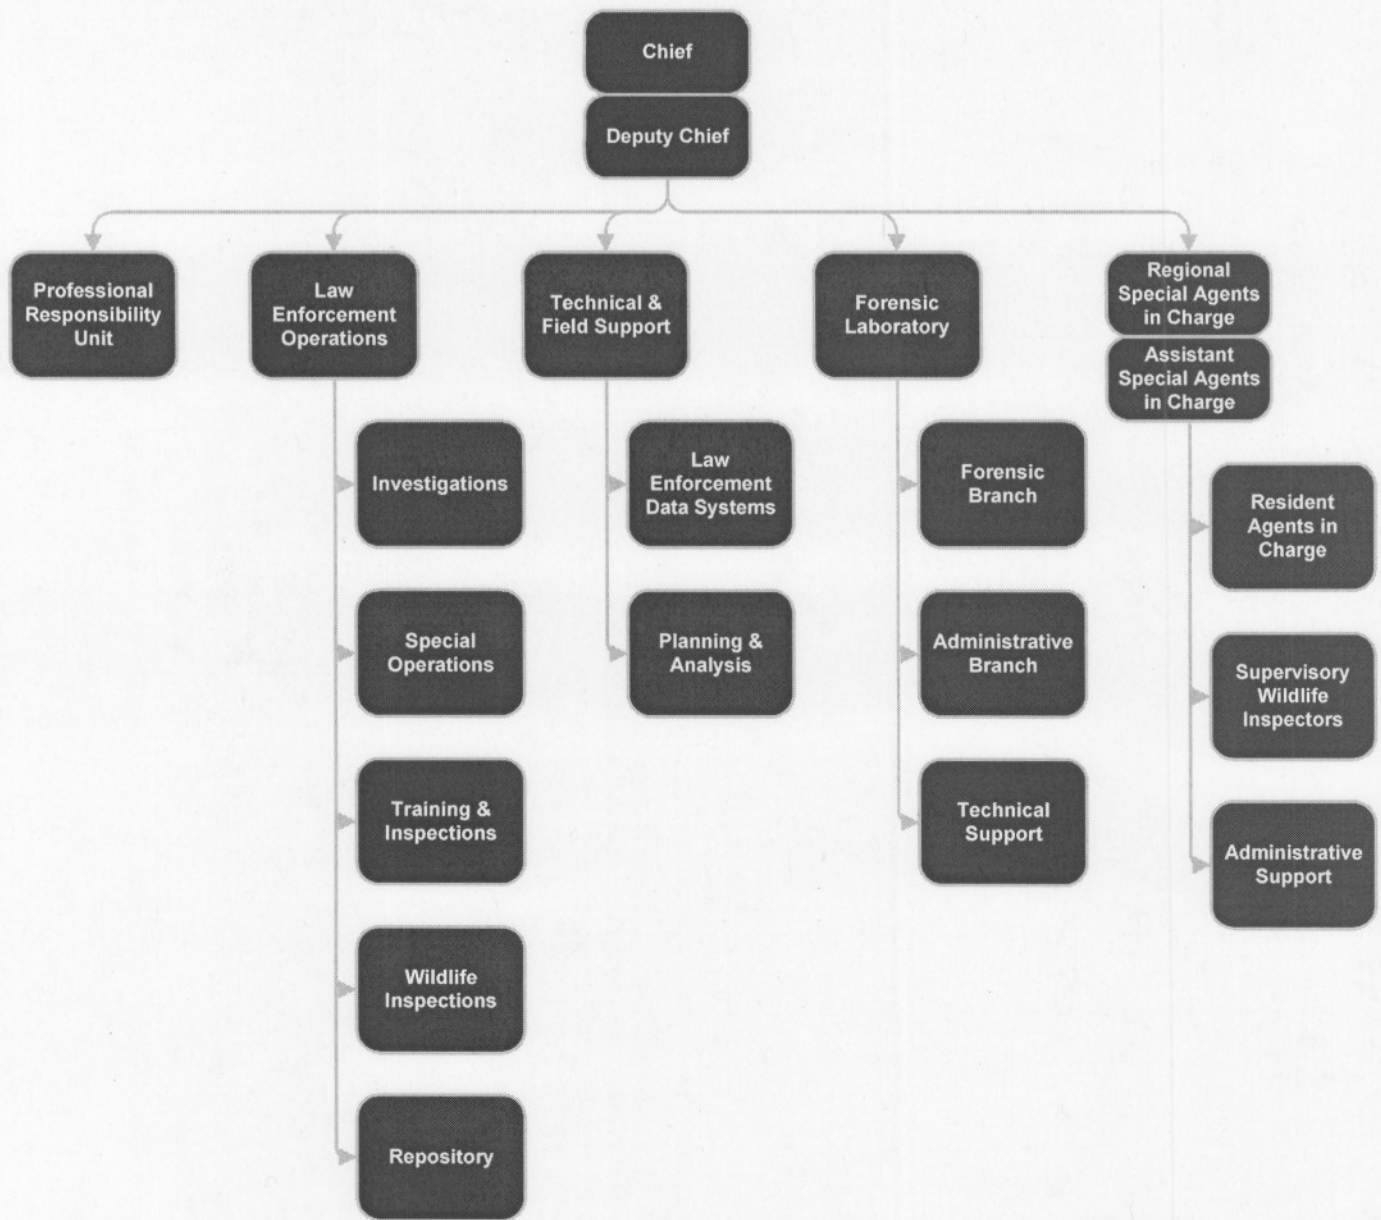 Chief
Deputy Chief
Professional
Responsibility
Unit
Law
Enforcement
Operations
Technical &
Field Support
Forensic
Laboratory
Regional
Special Agents
in Charge
Assistant
Special Agents
in Charge
Investigations
Special
Operations
Training &
Inspections
Wildlife
Inspections
Repository
Law
Enforcement
Data Systems
Planning &
Analysis
Forensic
Branch
Administrative
Branch
Technical
Support
Resident
Agents in
Charge
Supervisory
Wildlife
Inspectors
Administrative
Support